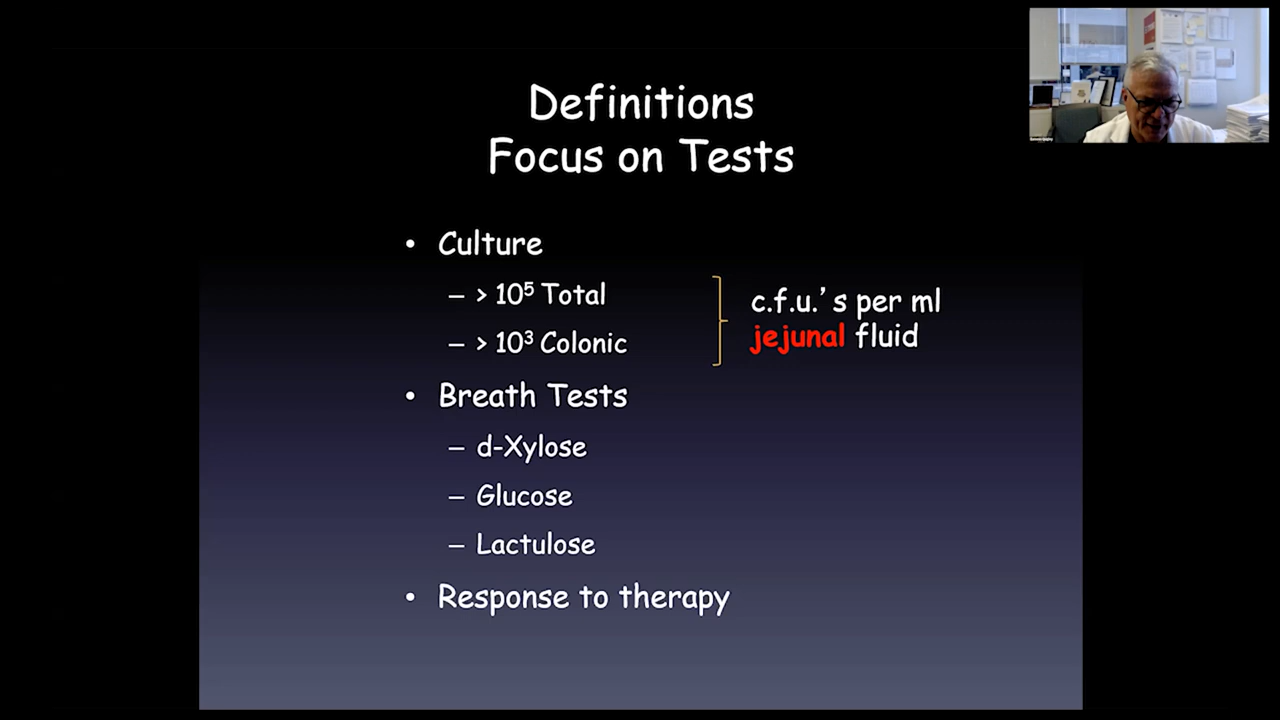 Definitions
Focus on Tests
• Culture
– > 10⁵ Total
– > 10³ Colonic
c.f.u.’s per ml
jejunal fluid
• Breath Tests
– d-Xylose
– Glucose
– Lactulose
• Response to therapy